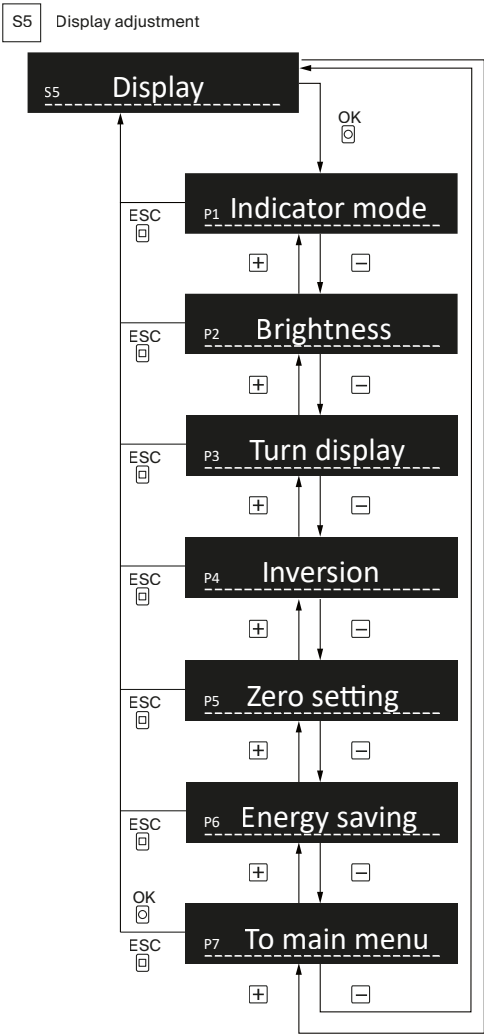 S5 Display adjustment
S5 Display
OK
P1 Indicator mode
ESC
+ −
P2 Brightness
ESC
+ −
P3 Turn display
ESC
+ −
P4 Inversion
ESC
+ −
P5 Zero setting
ESC
+ −
P6 Energy saving
ESC
+ −
OK
P7 To main menu
ESC
+ −